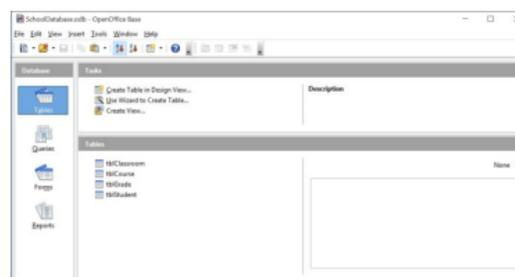 SchoolDatabase.odb - OpenOffice Base
File Edit View Insert Tools Window Help
Database
Tasks
Tables
Queries
Forms
Reports
Create Table in Design View...
Use Wizard to Create Table...
Create View...
Description
Tables
tblClassroom
tblCourse
tblGrade
tblStudent
None